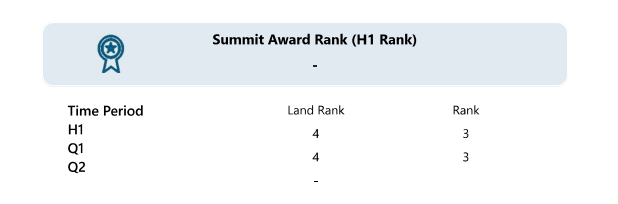 Summit Award Rank (H1 Rank)
-
Time Period Land Rank Rank
H1 4 3
Q1 4 3
Q2 -